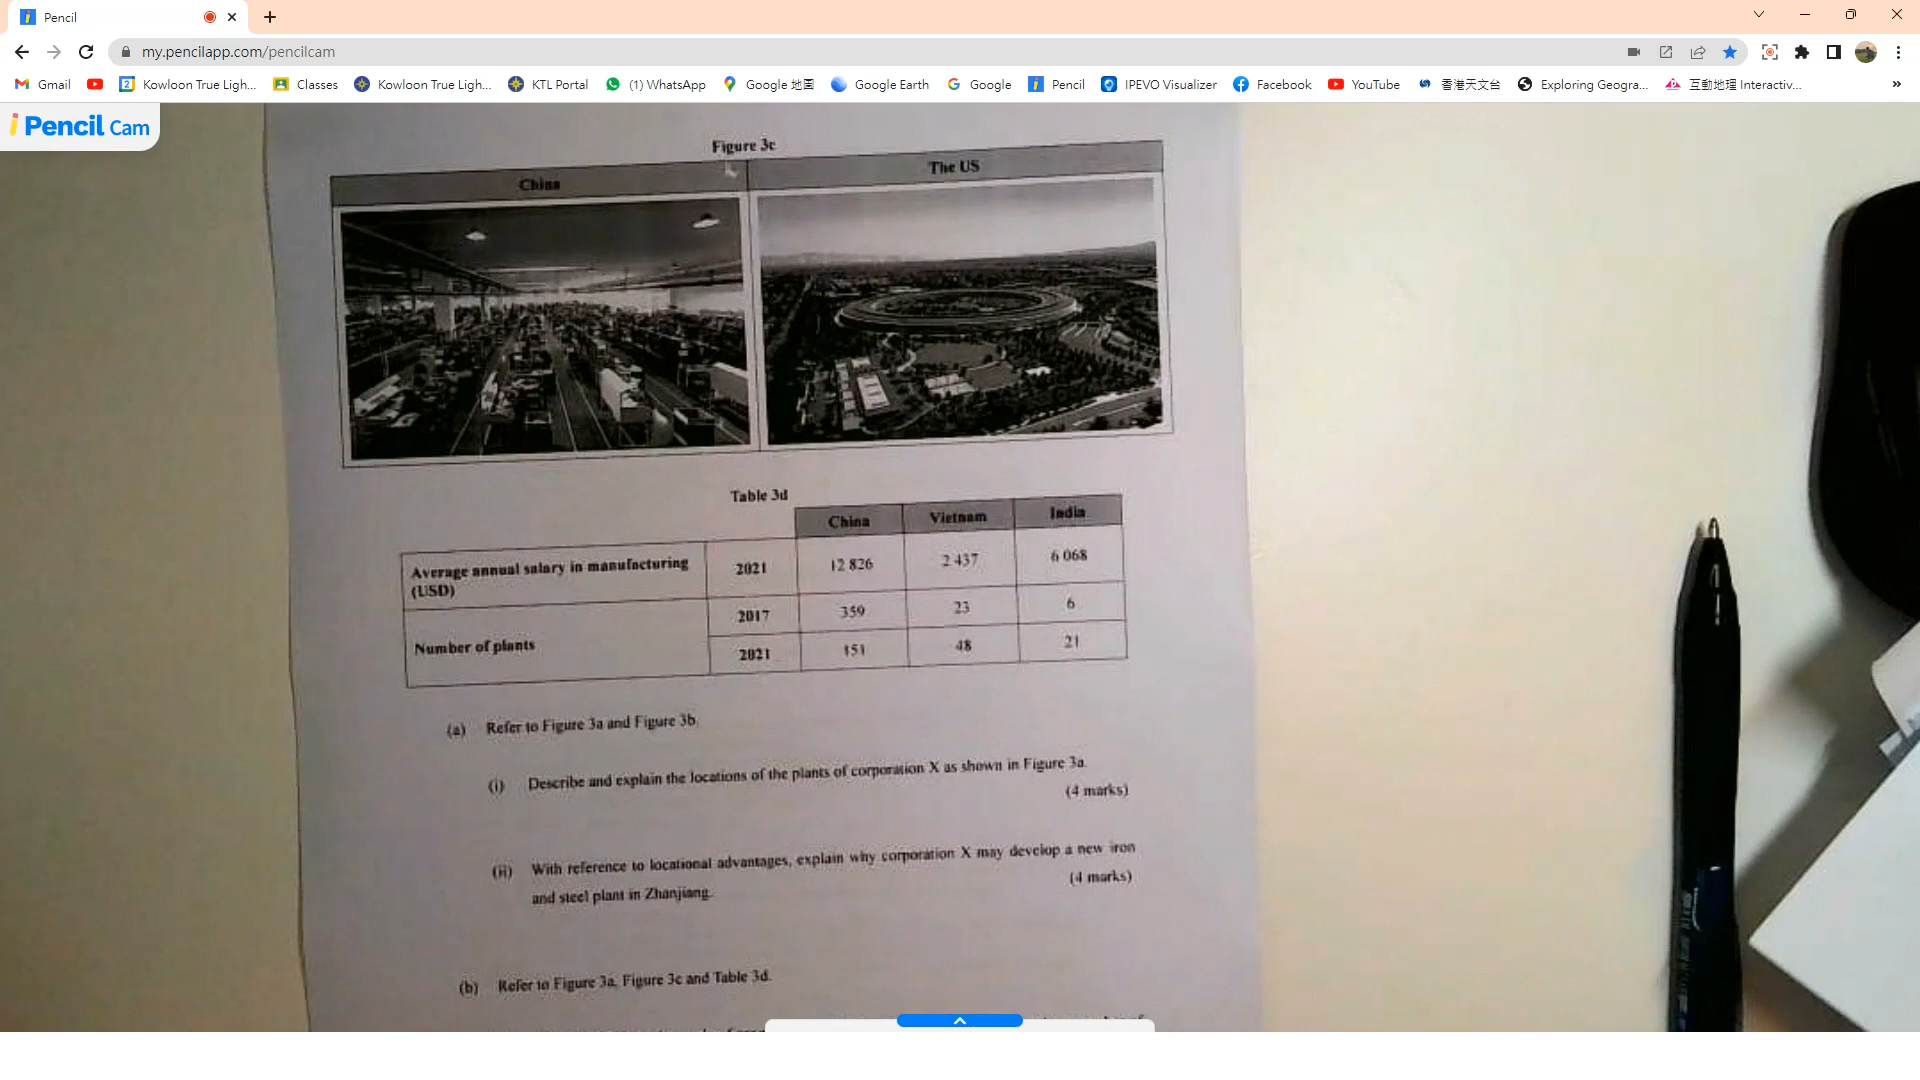 Pencil
my.pencilapp.com/pencilcam
Gmail
Kowloon True Ligh...
Classes
Kowloon True Ligh...
KTL Portal
(1) WhatsApp
Google 地圖
Google Earth
Google
Pencil
IPEVO Visualizer
Facebook
YouTube
香港天文台
Exploring Geogra...
互動地理 Interactiv...
Pencil Cam
Figure 3c
China The US
Table 3d
China Vietnam India
Average annual salary in manufacturing (USD) 2021 12 826 2 437 6 068
Number of plants
2017 359 23 6
2021 151 48 21
(a) Refer to Figure 3a and Figure 3b.
(i) Describe and explain the locations of the plants of corporation X as shown in Figure 3a.
(4 marks)
(ii) With reference to locational advantages, explain why corporation X may develop a new iron
and steel plant in Zhanjiang.
(4 marks)
(b) Refer to Figure 3a, Figure 3c and Table 3d.